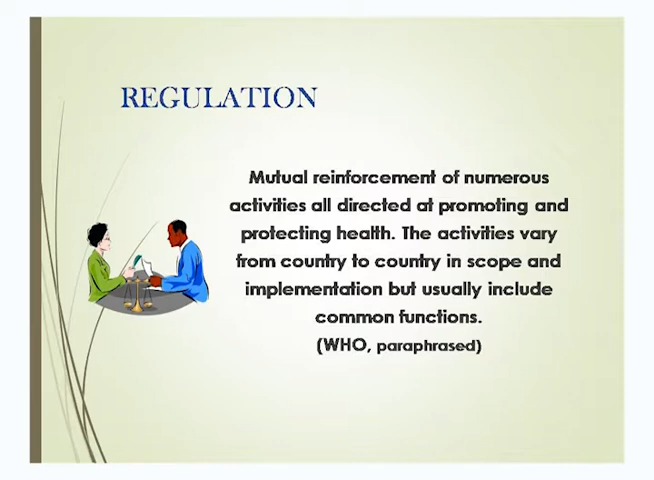 REGULATION
Mutual reinforcement of numerous
activities all directed at promoting and
protecting health. The activities vary
from country to country in scope and
implementation but usually include
common functions.
(WHO, paraphrased)